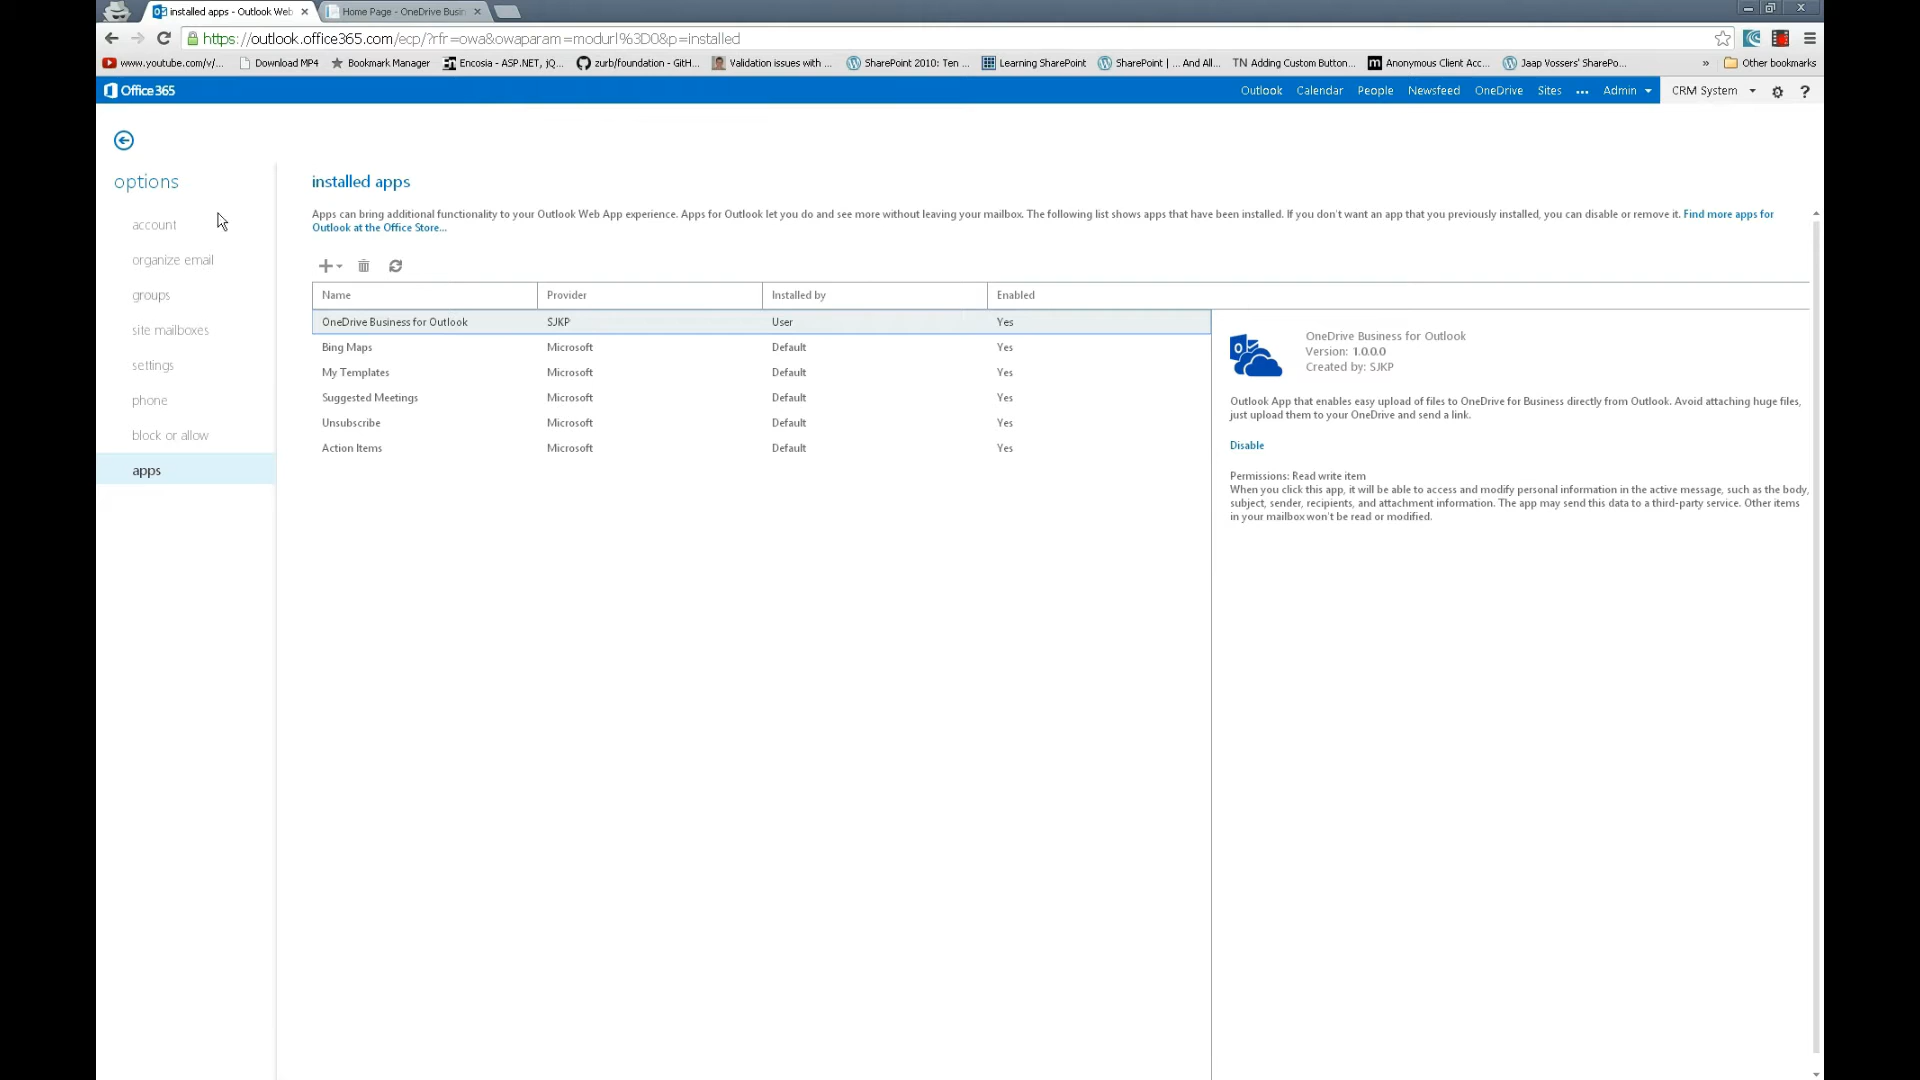 installed apps - Outlook Web
Home Page - OneDrive Busin
https://outlook.office365.com/ecp/?rfr=owa&owaparam=modurl%3D0&p=installed
www.youtube.com/v/...
Download MP4
Bookmark Manager
Encosia - ASP.NET, jQ...
zurb/foundation - GitH...
Validation issues with ...
SharePoint 2010: Ten ...
Learning SharePoint
SharePoint | ... And All...
TN Adding Custom Button...
Anonymous Client Acc...
Jaap Vossers' SharePo...
»
Other bookmarks
Office 365
Outlook
Calendar
People
Newsfeed
OneDrive
Sites
...
Admin
CRM System
?
options
account
organize email
groups
site mailboxes
settings
phone
block or allow
apps
installed apps
Apps can bring additional functionality to your Outlook Web App experience. Apps for Outlook let you do and see more without leaving your mailbox. The following list shows apps that have been installed. If you don't want an app that you previously installed, you can disable or remove it. Find more apps for
Outlook at the Office Store...
Name Provider Installed by Enabled
OneDrive Business for Outlook SJKP User Yes
Bing Maps Microsoft Default Yes
My Templates Microsoft Default Yes
Suggested Meetings Microsoft Default Yes
Unsubscribe Microsoft Default Yes
Action Items Microsoft Default Yes
OneDrive Business for Outlook
Version: 1.0.0.0
Created by: SJKP
Outlook App that enables easy upload of files to OneDrive for Business directly from Outlook. Avoid attaching huge files,
just upload them to your OneDrive and send a link.
Disable
Permissions: Read write item
When you click this app, it will be able to access and modify personal information in the active message, such as the body,
subject, sender, recipients, and attachment information. The app may send this data to a third-party service. Other items
in your mailbox won't be read or modified.